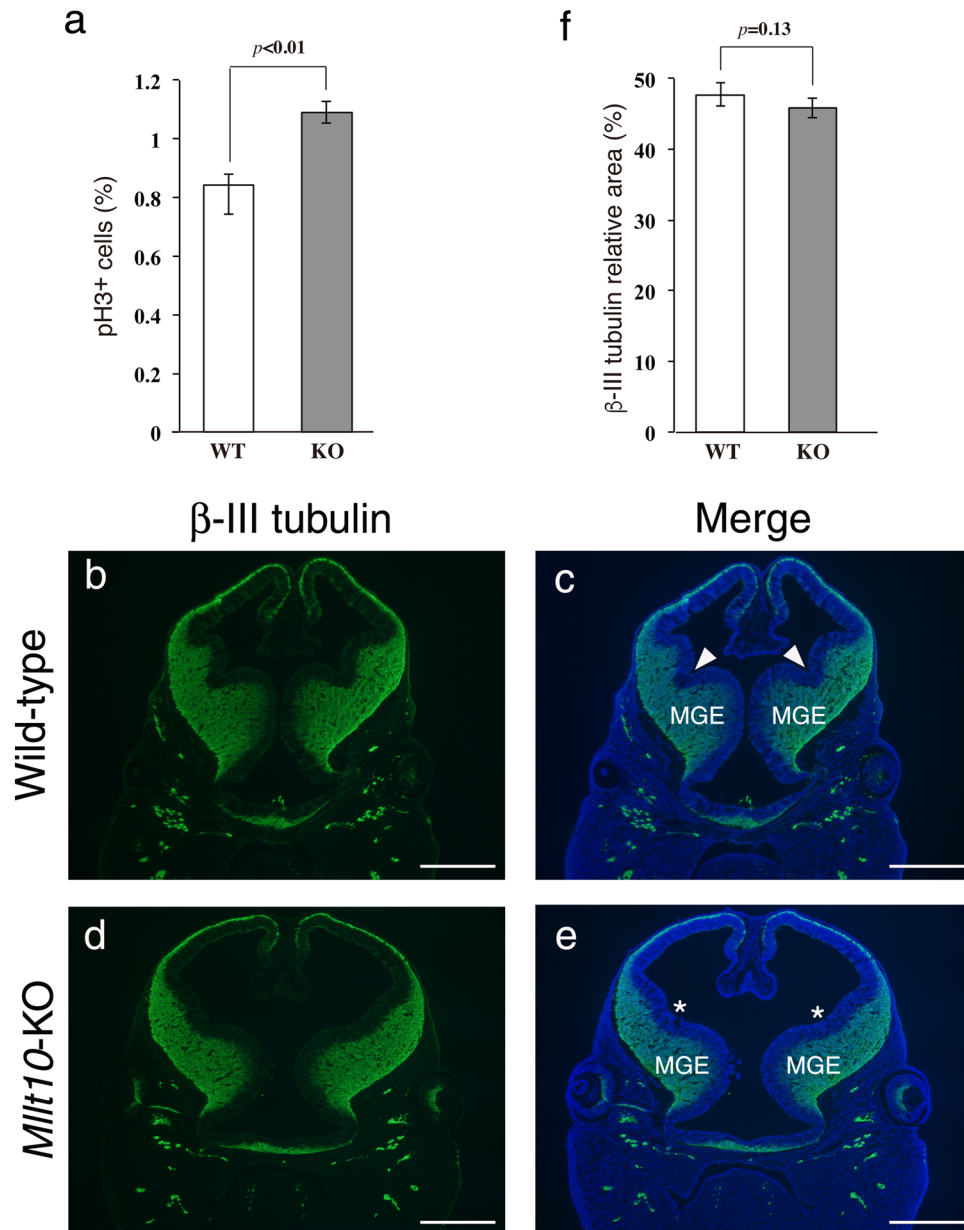 a
p<0.01
1.2
1
0.8
0.6
0.4
0.2
0
pH3+ cells (%)
WT KO
f
p=0.13
50
40
30
20
10
0
β-III tubulin relative area (%)
WT KO
β-III tubulin Merge
Wild-type
b
c
MGE MGE
Mllt10-KO
d
e
* *
MGE MGE